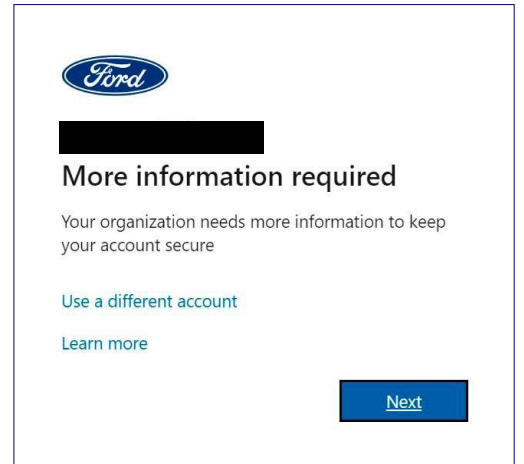 Ford
More information required
Your organization needs more information to keep
your account secure
Use a different account
Learn more
Next